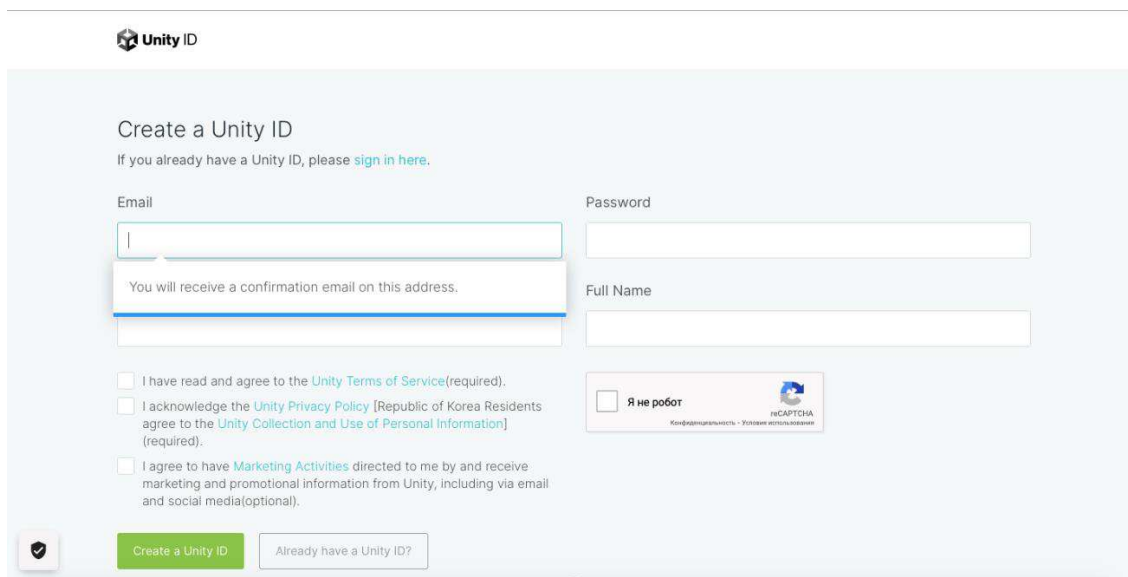 Unity ID
Create a Unity ID
If you already have a Unity ID, please sign in here.
Email
Password
You will receive a confirmation email on this address.
Full Name
I have read and agree to the Unity Terms of Service(required).
I acknowledge the Unity Privacy Policy [Republic of Korea Residents
agree to the Unity Collection and Use of Personal Information]
(required).
I agree to have Marketing Activities directed to me by and receive
marketing and promotional information from Unity, including via email
and social media(optional).
Я не робот
reCAPTCHA
Конфиденциальность - Условия использования
Create a Unity ID
Already have a Unity ID?